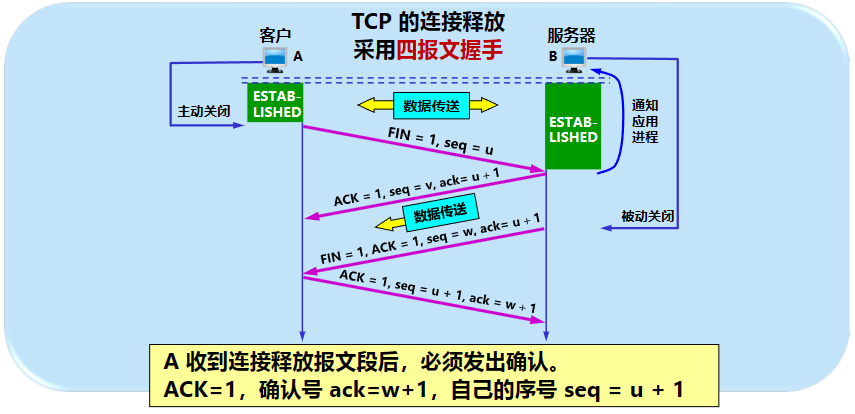 TCP 的连接释放
采用四报文握手
客户
A
服务器
B
主动关闭
ESTAB-
LISHED
数据传送
ESTAB-
LISHED
通知
应用
进程
FIN = 1, seq = u
ACK = 1, seq = v, ack= u + 1
数据传送
被动关闭
FIN = 1, ACK = 1, seq = w, ack= u + 1
ACK = 1, seq = u + 1, ack = w + 1
A 收到连接释放报文段后，必须发出确认。
ACK=1，确认号 ack=w+1，自己的序号 seq = u + 1